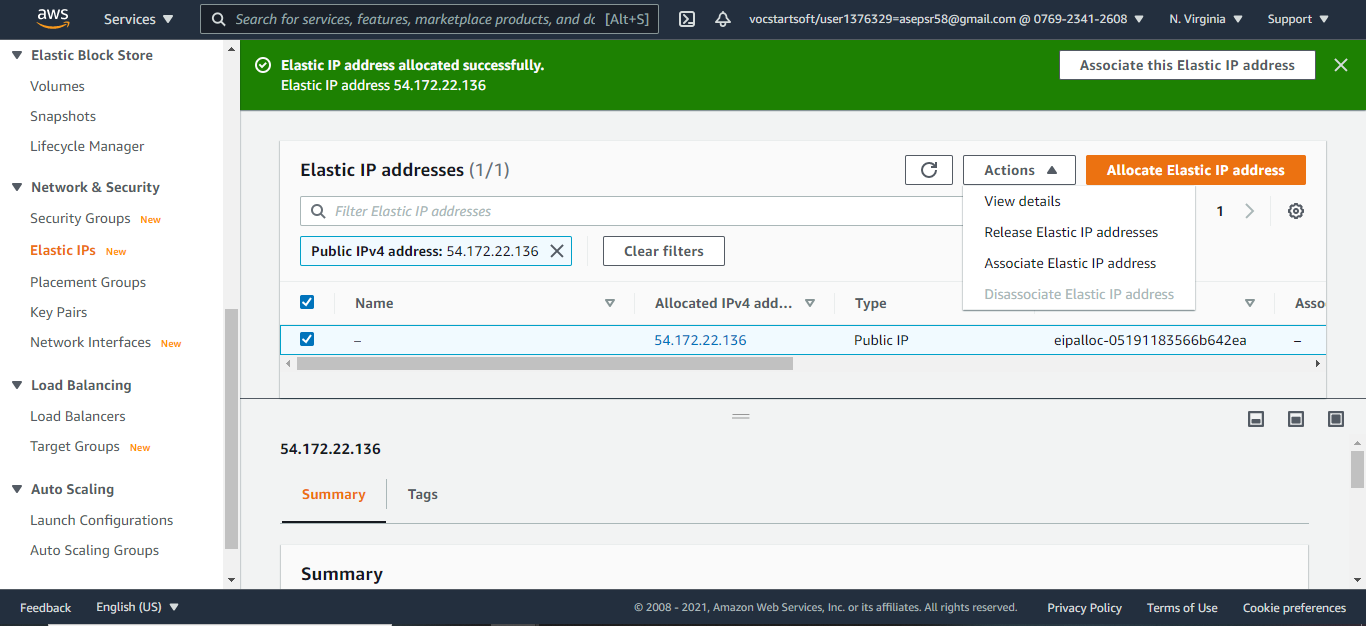 aws
Services
Search for services, features, marketplace products, and dc [Alt+S]
vocstartsoft/user1376329=asepsr58@gmail.com @ 0769-2341-2608
N. Virginia
Support
Elastic Block Store
Volumes
Snapshots
Lifecycle Manager
Network & Security
Security Groups New
Elastic IPs New
Placement Groups
Key Pairs
Network Interfaces New
Load Balancing
Load Balancers
Target Groups New
Auto Scaling
Launch Configurations
Auto Scaling Groups
Elastic IP address allocated successfully.
Elastic IP address 54.172.22.136
Associate this Elastic IP address
Elastic IP addresses (1/1)
Actions
Allocate Elastic IP address
Filter Elastic IP addresses
View details
Release Elastic IP addresses
Associate Elastic IP address
Disassociate Elastic IP address
1
Public IPv4 address: 54.172.22.136
Clear filters
Name
Allocated IPv4 add...
Type
Asso
–
54.172.22.136
Public IP
eipalloc-05191183566b642ea
–
54.172.22.136
Summary
Tags
Summary
Feedback
English (US)
© 2008 - 2021, Amazon Web Services, Inc. or its affiliates. All rights reserved.
Privacy Policy
Terms of Use
Cookie preferences